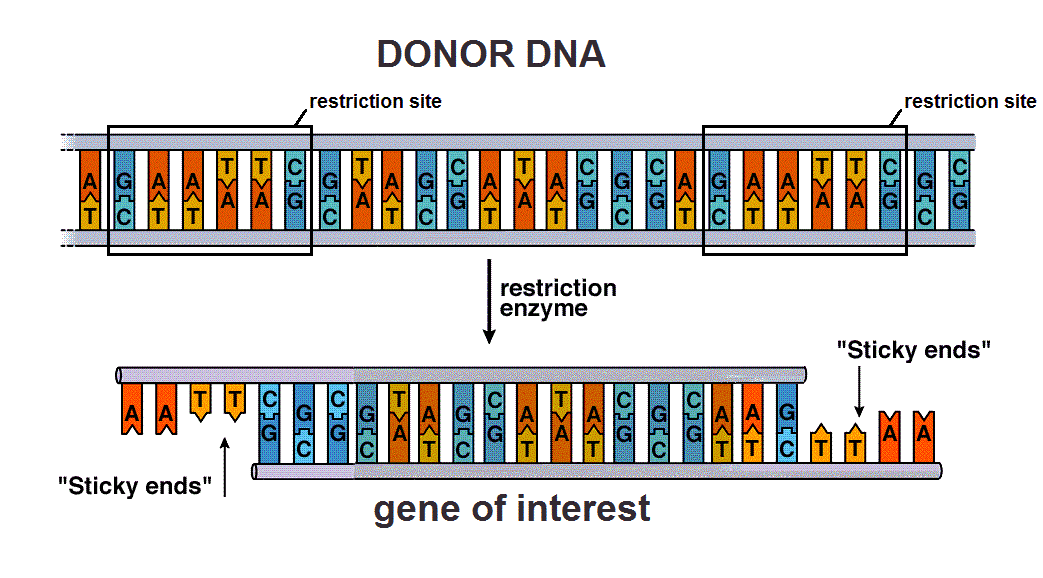 DONOR DNA
restriction site
restriction site
A G A A T T C G T A G C A T A C G C A G A A T T C G C
T C T T A A G C A T C G T A T G C G T C T T A A G C G
restriction
enzyme
"Sticky ends"
A A T T C G C G T A G C A T A C G C A A G
G C G C A T C G T A T G C G T T C T T A A
"Sticky ends"
gene of interest